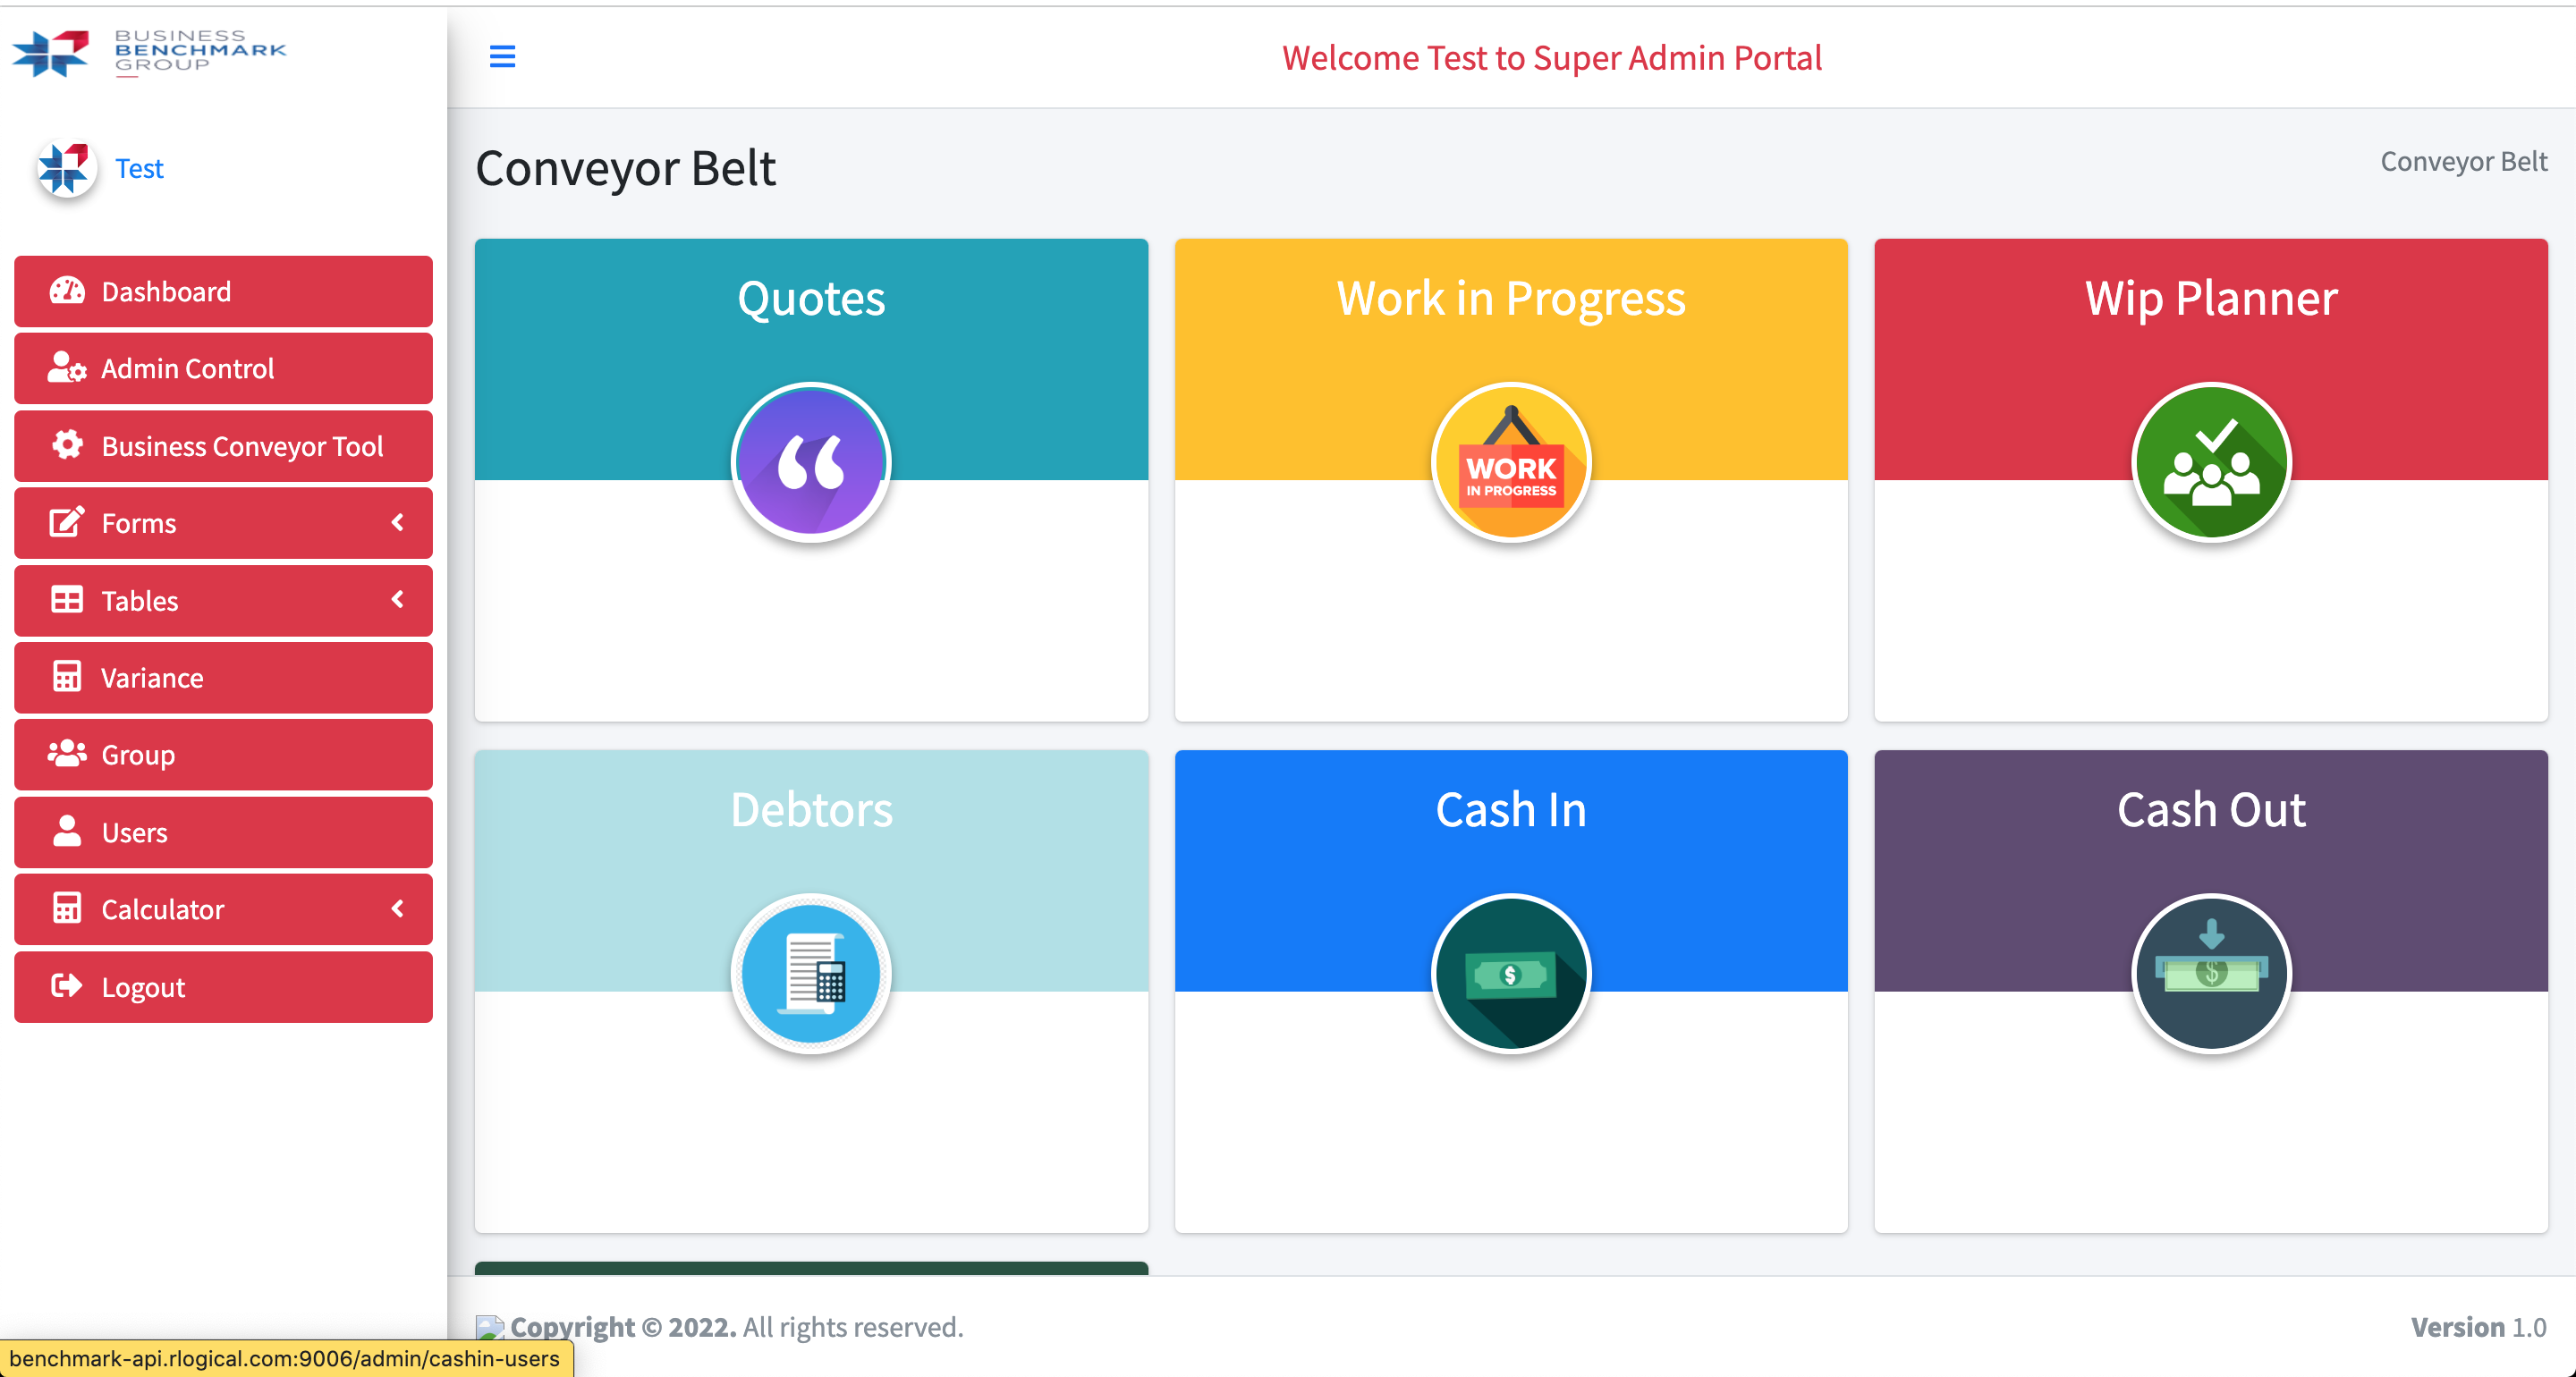 BUSINESS
BENCHMARK
GROUP
Welcome Test to Super Admin Portal
Test
Conveyor Belt
Conveyor Belt
Dashboard
Admin Control
Business Conveyor Tool
Forms
Tables
Variance
Group
Users
Calculator
Logout
Quotes
Work in Progress
WORK
IN PROGRESS
Wip Planner
Debtors
Cash In
$
Cash Out
$
Copyright © 2022. All rights reserved.
Version 1.0
benchmark-api.rlogical.com:9006/admin/cashin-users